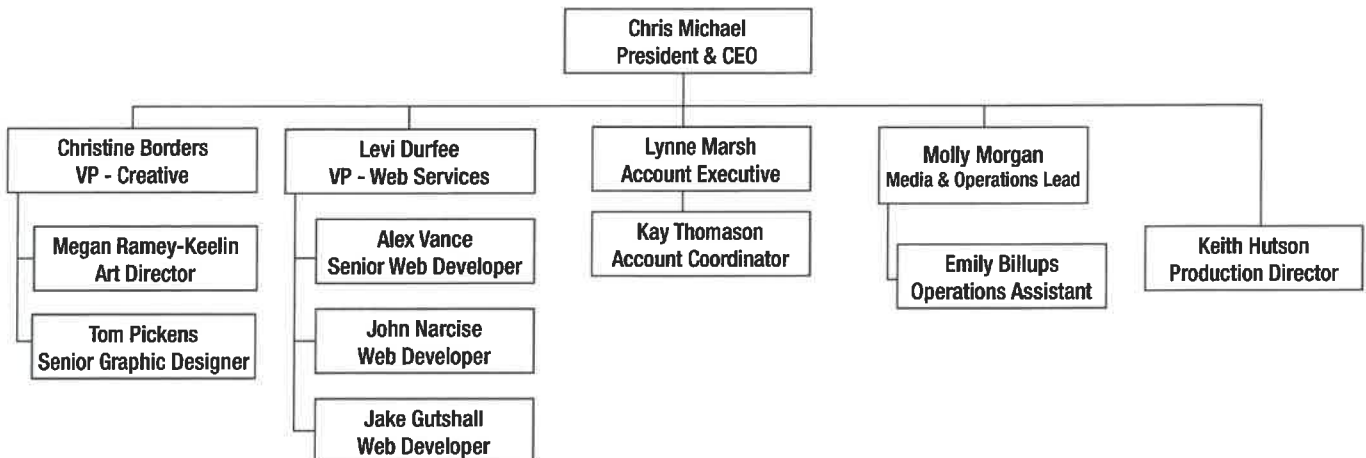 Chris Michael
President & CEO
Christine Borders
VP - Creative
Levi Durfee
VP - Web Services
Lynne Marsh
Account Executive
Molly Morgan
Media & Operations Lead
Megan Ramey-Keelin
Art Director
Alex Vance
Senior Web Developer
Kay Thomason
Account Coordinator
Emily Billups
Operations Assistant
Keith Hutson
Production Director
Tom Pickens
Senior Graphic Designer
John Narcise
Web Developer
Jake Gutshall
Web Developer